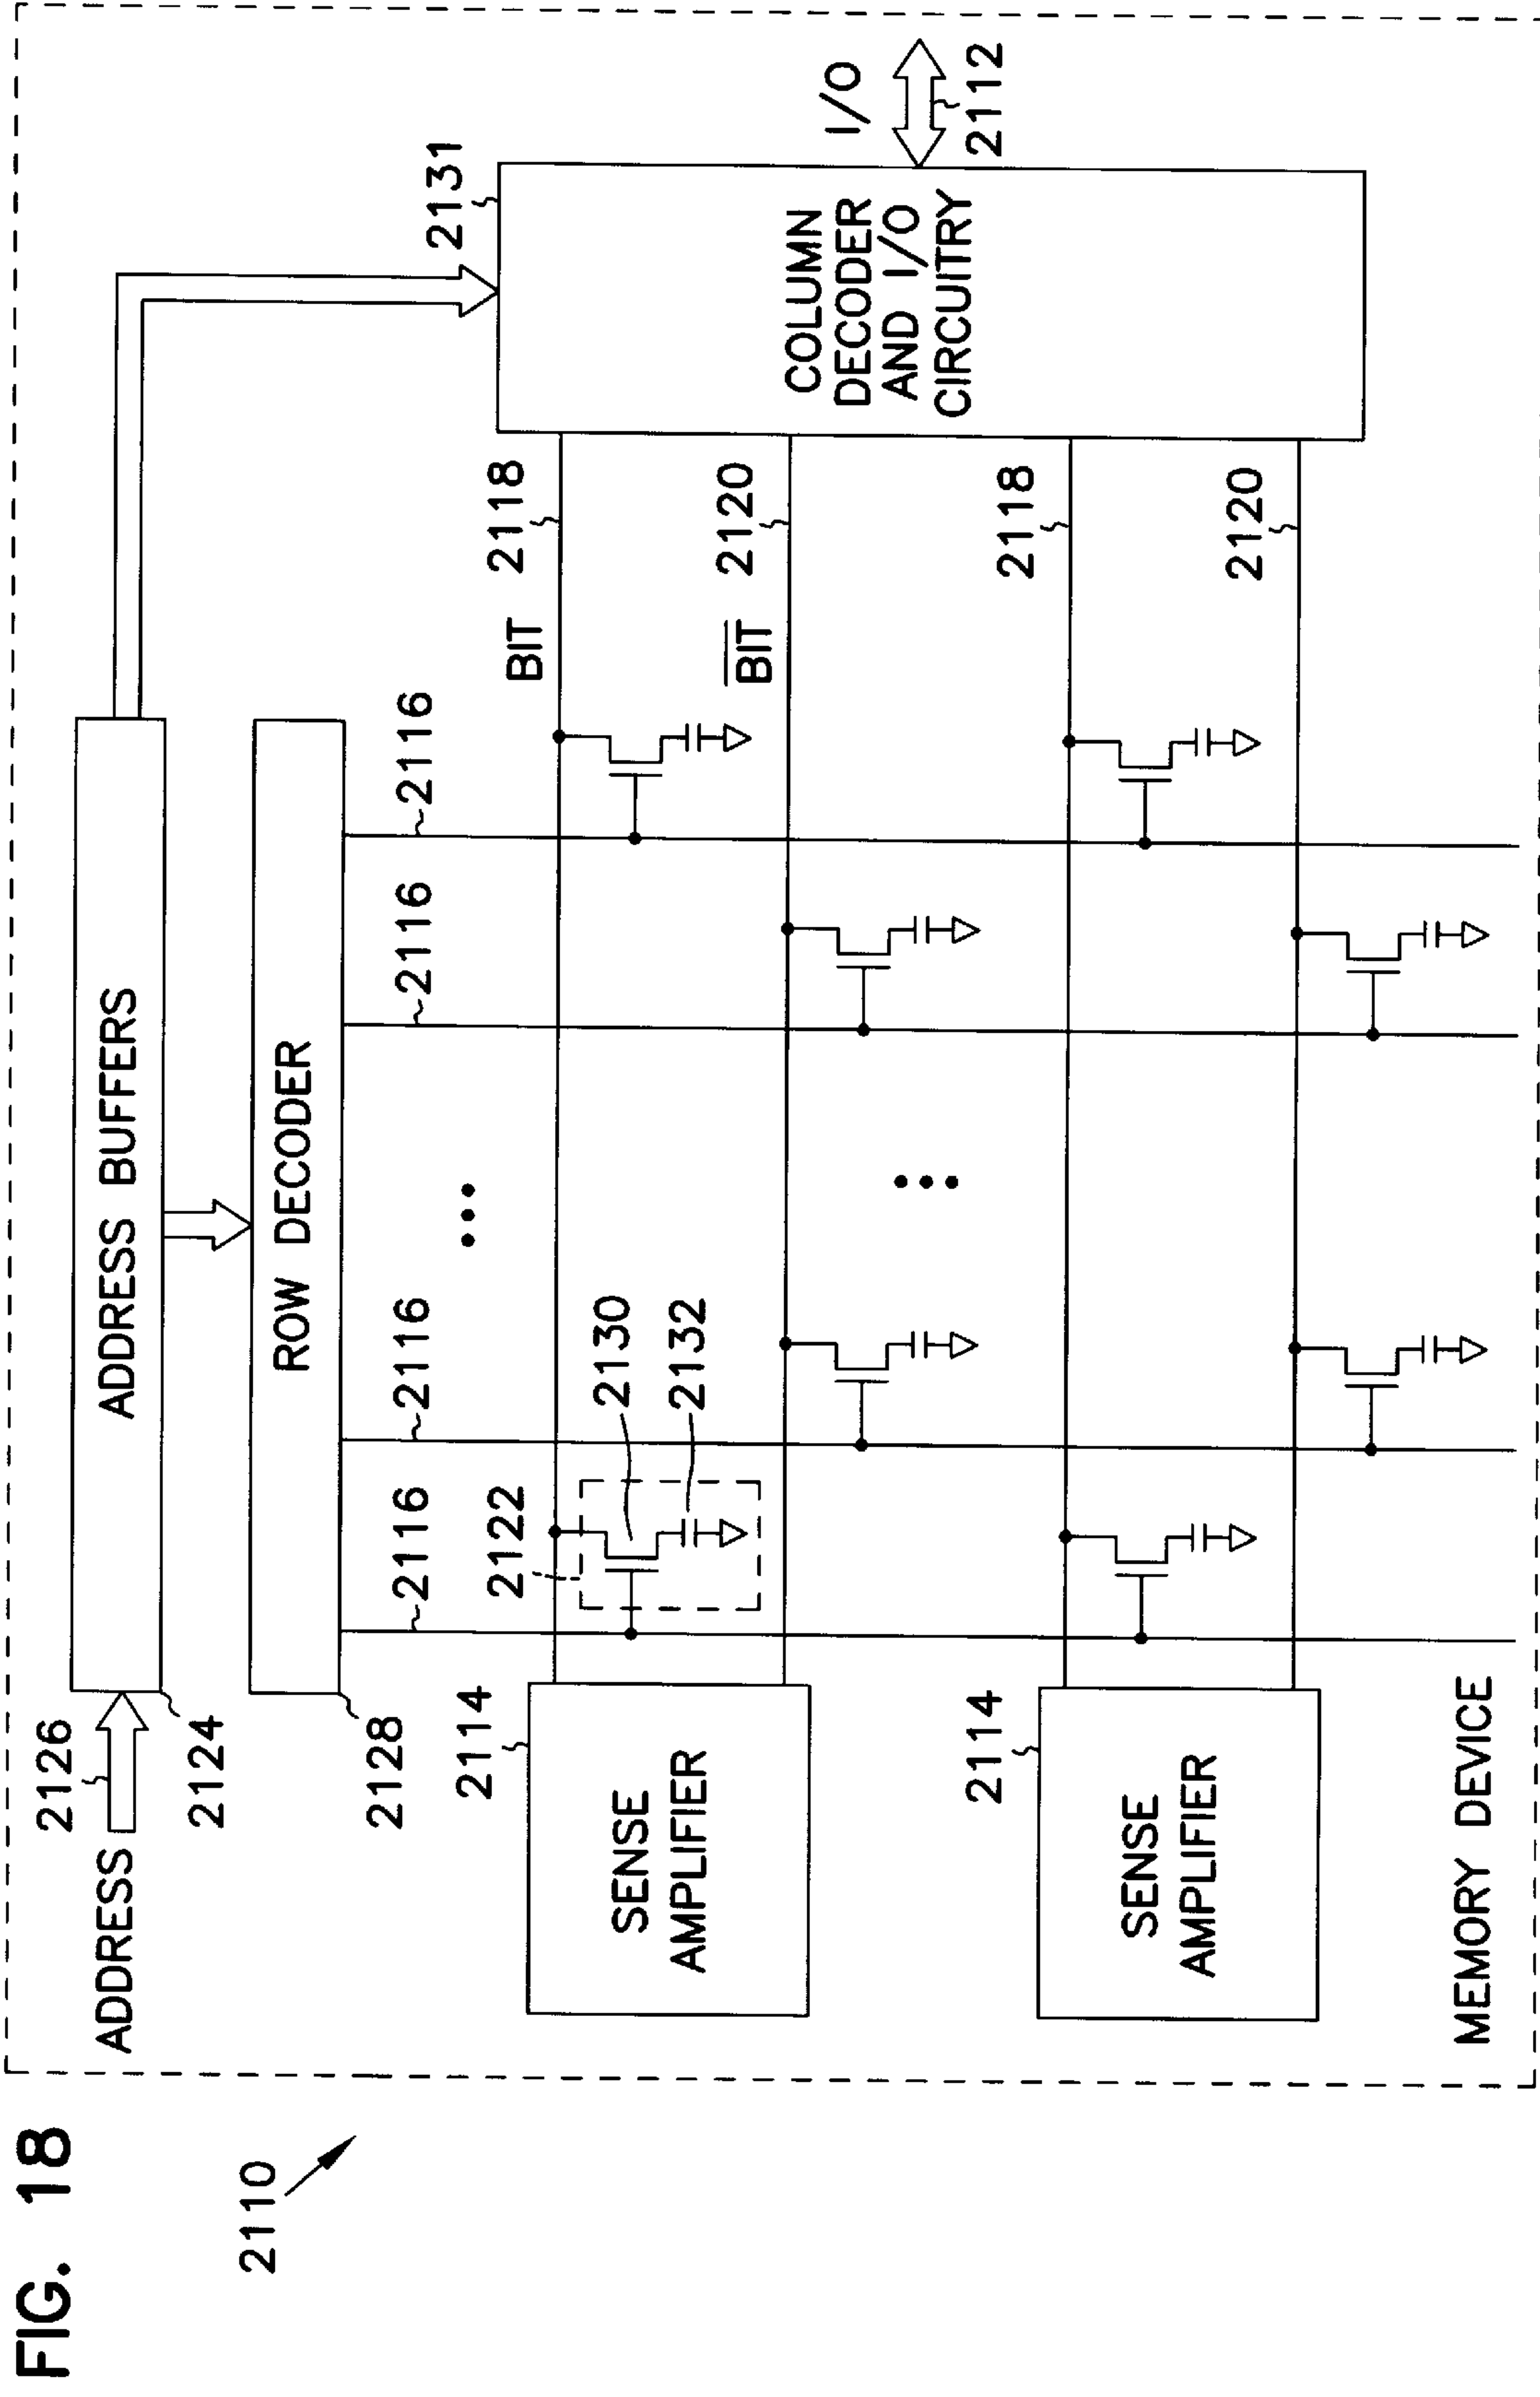 FIG. 18
2110
ADDRESS
2126
2124
ADDRESS BUFFERS
2128
ROW DECODER
2116
2116
2116
2116
2131
2114
SENSE
AMPLIFIER
2122
2130
2132
BIT
2118
BIT
2120
COLUMN
DECODER
AND I/O
CIRCUITRY
I/O
2112
2114
SENSE
AMPLIFIER
2118
2120
MEMORY DEVICE